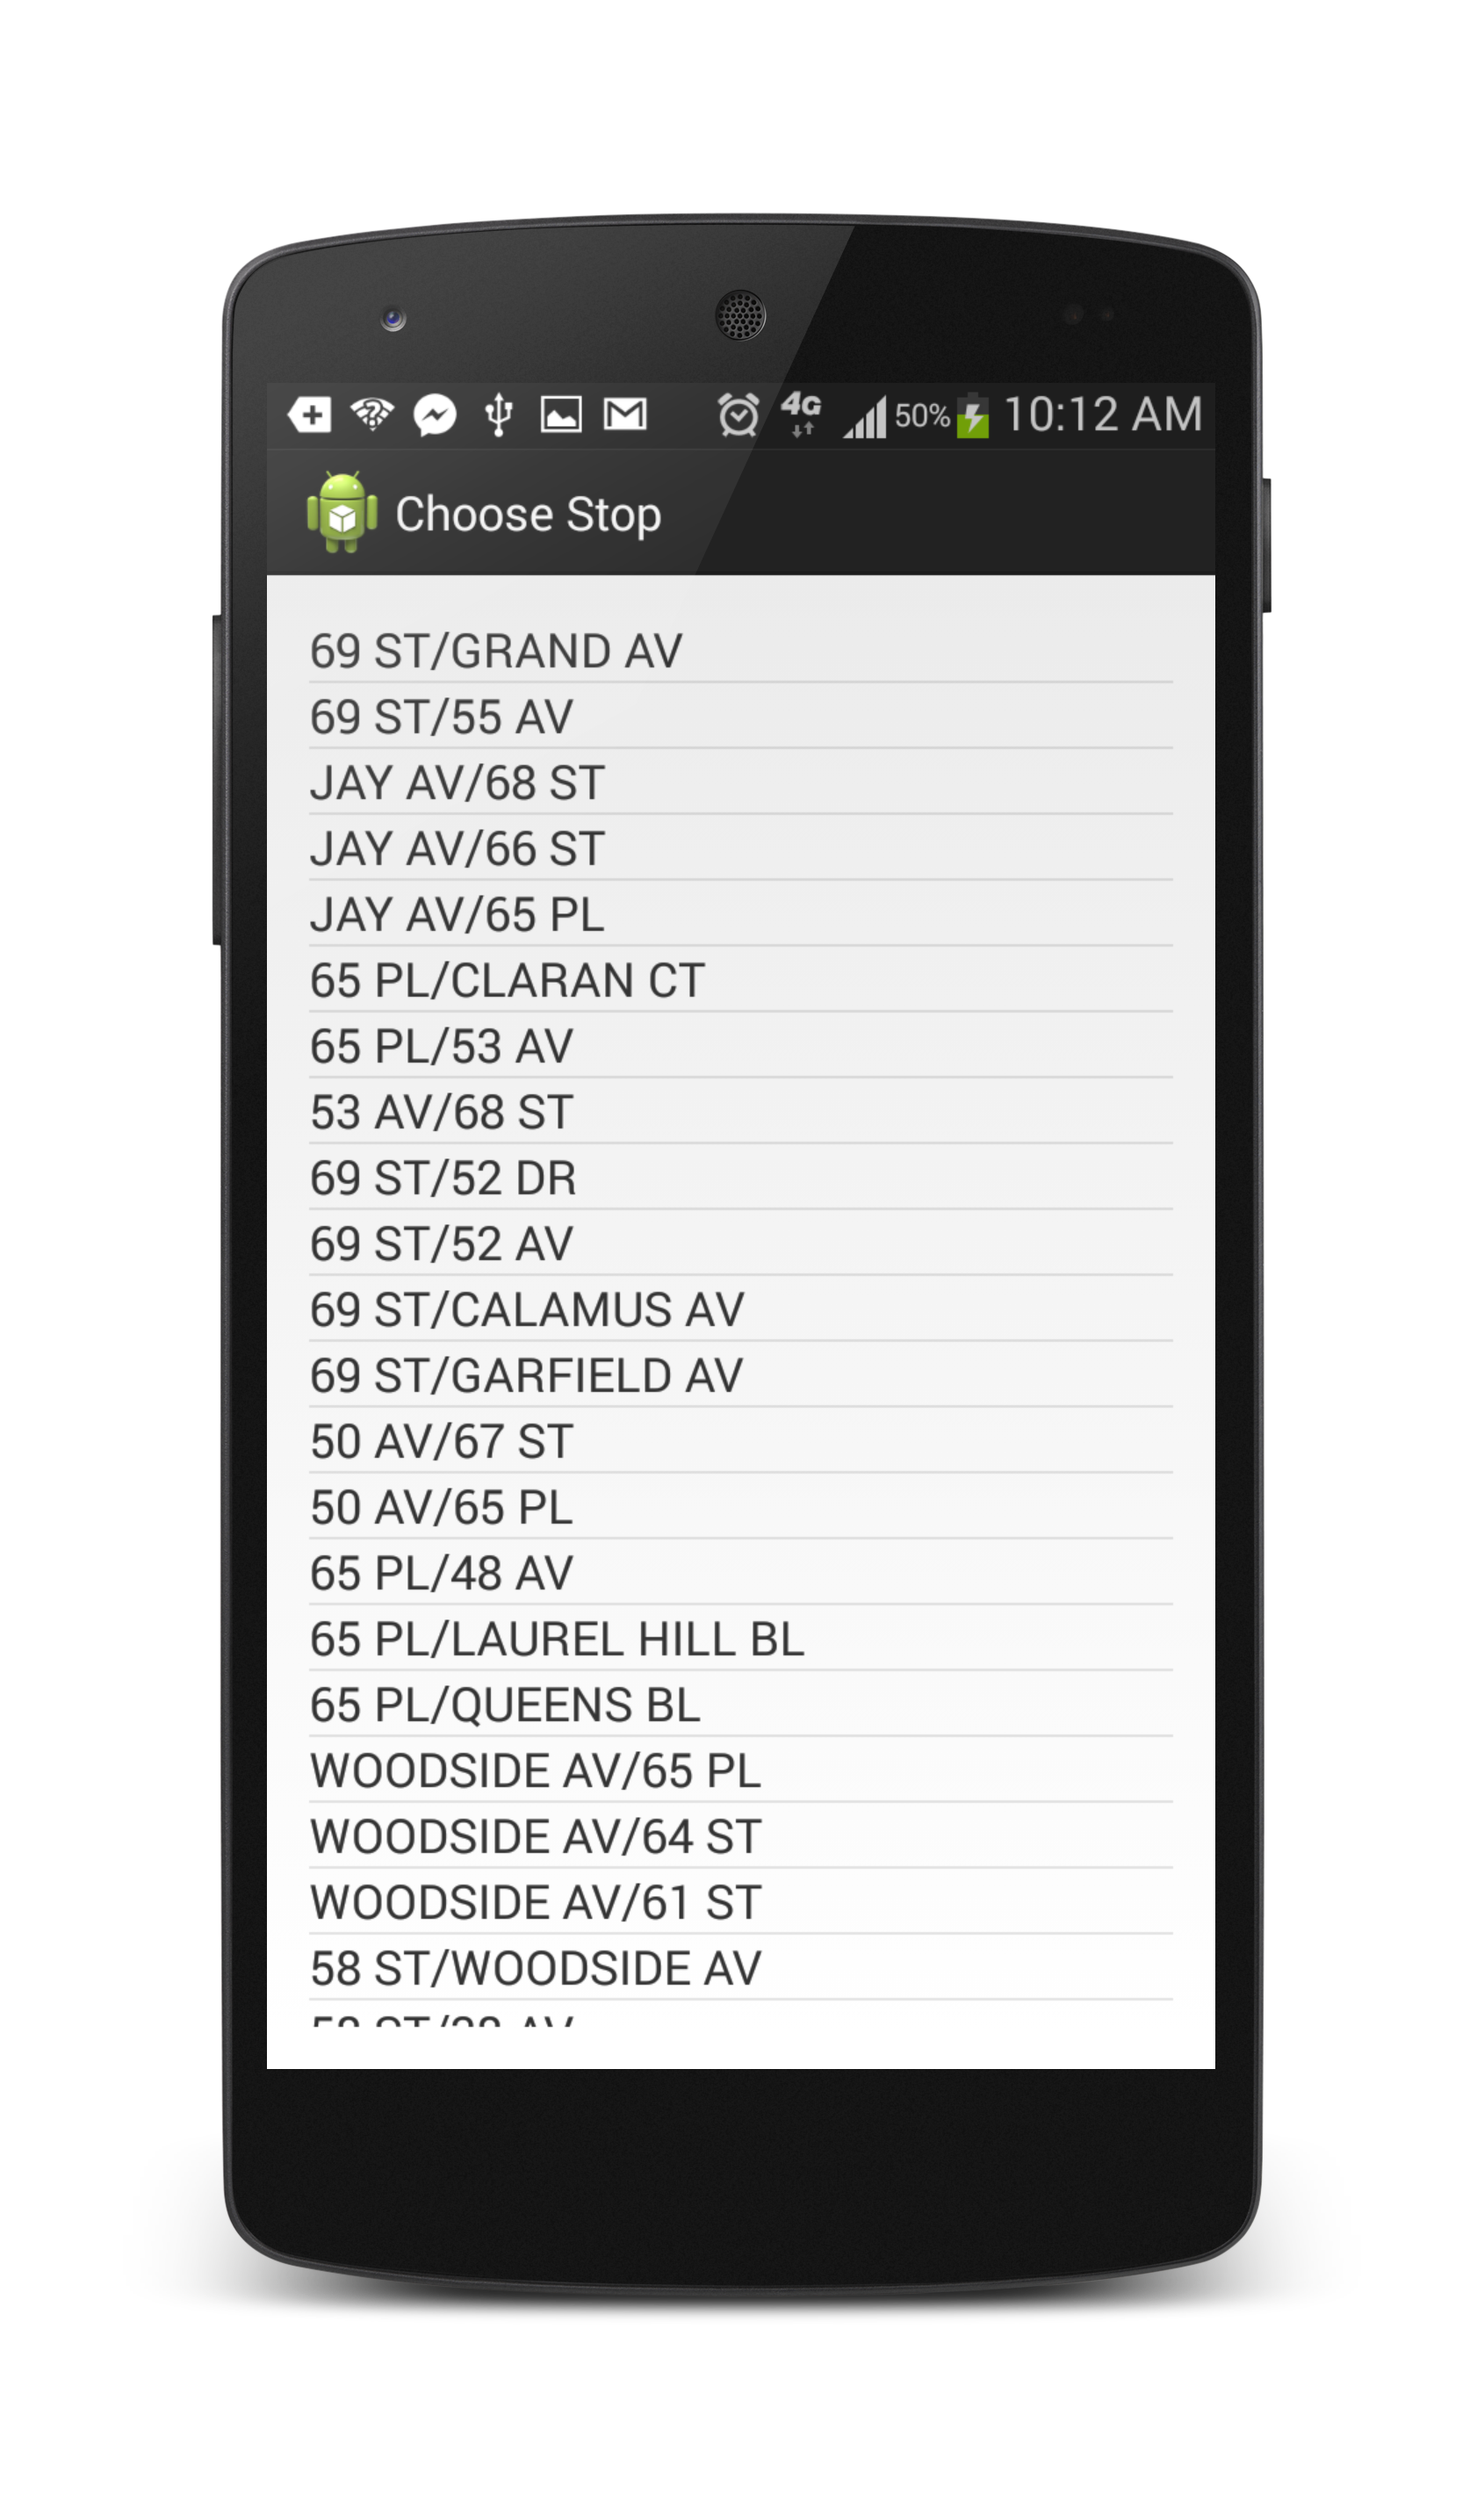 4G
50%
10:12 AM
Choose Stop
69 ST/GRAND AV
69 ST/55 AV
JAY AV/68 ST
JAY AV/66 ST
JAY AV/65 PL
65 PL/CLARAN CT
65 PL/53 AV
53 AV/68 ST
69 ST/52 DR
69 ST/52 AV
69 ST/CALAMUS AV
69 ST/GARFIELD AV
50 AV/67 ST
50 AV/65 PL
65 PL/48 AV
65 PL/LAUREL HILL BL
65 PL/QUEENS BL
WOODSIDE AV/65 PL
WOODSIDE AV/64 ST
WOODSIDE AV/61 ST
58 ST/WOODSIDE AV